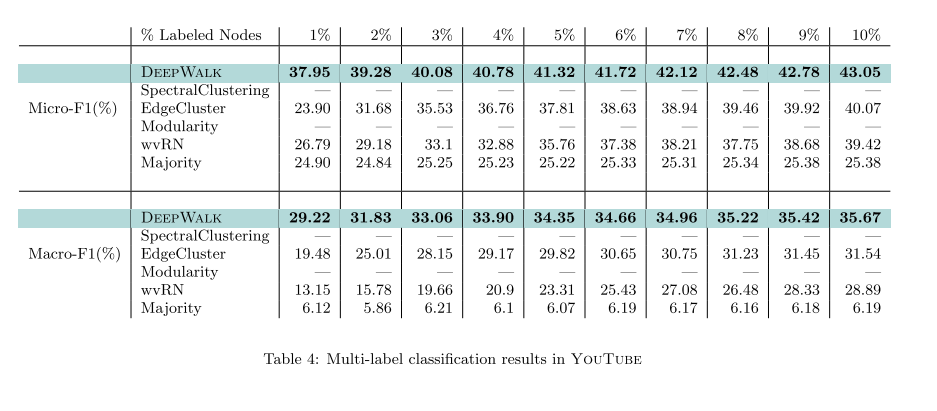 % Labeled Nodes 1% 2% 3% 4% 5% 6% 7% 8% 9% 10%
DEEPWALK 37.95 39.28 40.08 40.78 41.32 41.72 42.12 42.48 42.78 43.05
SpectralClustering — — — — — — — — — —
Micro-F1(%) EdgeCluster 23.90 31.68 35.53 36.76 37.81 38.63 38.94 39.46 39.92 40.07
Modularity — — — — — — — — — —
wvRN 26.79 29.18 33.1 32.88 35.76 37.38 38.21 37.75 38.68 39.42
Majority 24.90 24.84 25.25 25.23 25.22 25.33 25.31 25.34 25.38 25.38
DEEPWALK 29.22 31.83 33.06 33.90 34.35 34.66 34.96 35.22 35.42 35.67
SpectralClustering — — — — — — — — — —
Macro-F1(%) EdgeCluster 19.48 25.01 28.15 29.17 29.82 30.65 30.75 31.23 31.45 31.54
Modularity — — — — — — — — — —
wvRN 13.15 15.78 19.66 20.9 23.31 25.43 27.08 26.48 28.33 28.89
Majority 6.12 5.86 6.21 6.1 6.07 6.19 6.17 6.16 6.18 6.19
Table 4: Multi-label classification results in YOUTUBE